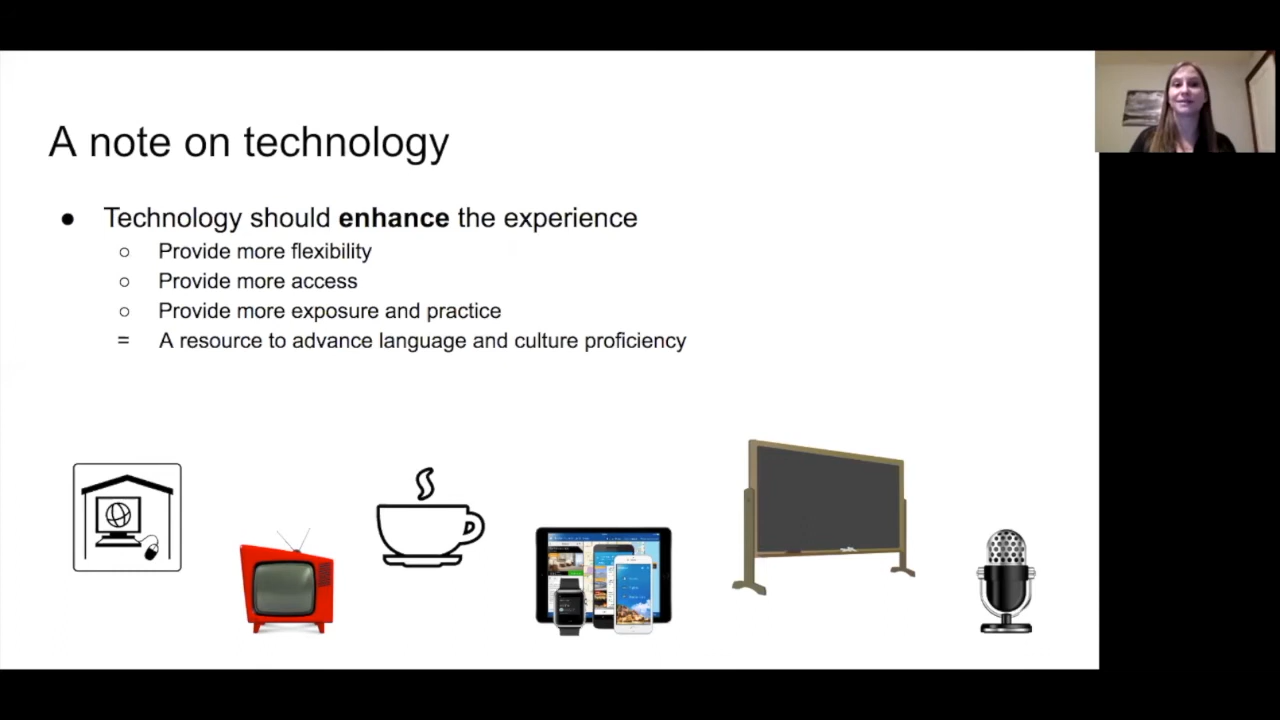 A note on technology
● Technology should enhance the experience
○ Provide more flexibility
○ Provide more access
○ Provide more exposure and practice
= A resource to advance language and culture proficiency